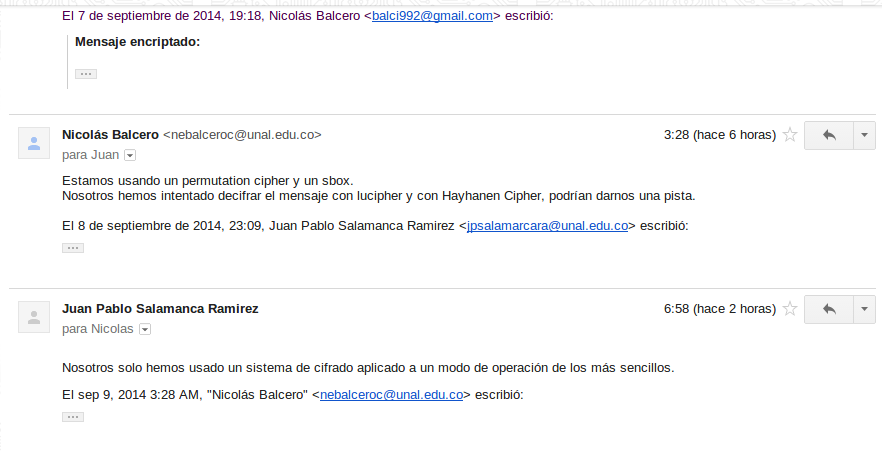 El 7 de septiembre de 2014, 19:18, Nicolás Balcero <balci992@gmail.com> escribió:
Mensaje encriptado:
Nicolás Balcero <nebalceroc@unal.edu.co>
3:28 (hace 6 horas)
para Juan
Estamos usando un permutation cipher y un sbox.
Nosotros hemos intentado decifrar el mensaje con lucipher y con Hayhanen Cipher, podrían darnos una pista.
El 8 de septiembre de 2014, 23:09, Juan Pablo Salamanca Ramirez <jpsalamarcara@unal.edu.co> escribió:
Juan Pablo Salamanca Ramirez
6:58 (hace 2 horas)
para Nicolas
Nosotros solo hemos usado un sistema de cifrado aplicado a un modo de operación de los más sencillos.
El sep 9, 2014 3:28 AM, "Nicolás Balcero" <nebalceroc@unal.edu.co> escribió: